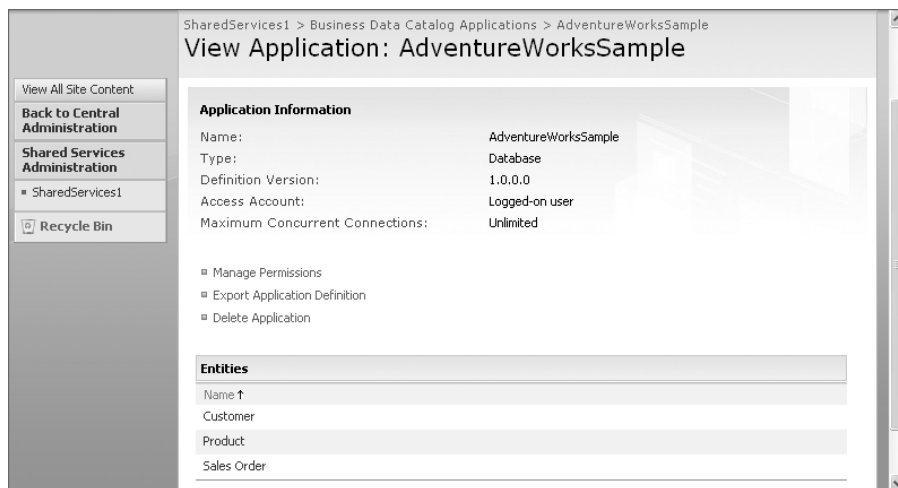 SharedServices1 > Business Data Catalog Applications > AdventureWorksSample
View Application: AdventureWorksSample
View All Site Content
Back to Central
Administration
Shared Services
Administration
SharedServices1
Recycle Bin
Application Information
Name: AdventureWorksSample
Type: Database
Definition Version: 1.0.0.0
Access Account: Logged-on user
Maximum Concurrent Connections: Unlimited
Manage Permissions
Export Application Definition
Delete Application
Entities
Name↑
Customer
Product
Sales Order